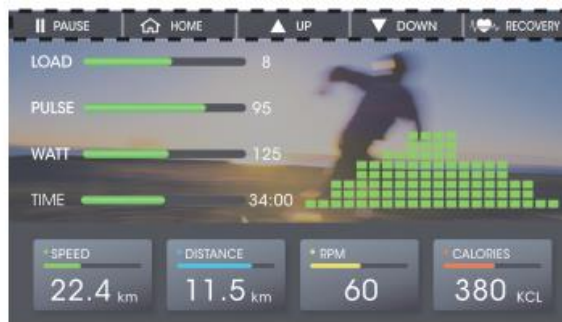 PAUSE HOME UP DOWN RECOVERY
LOAD 8
PULSE 95
WATT 125
TIME 34:00
SPEED DISTANCE RPM CALORIES
22.4 km 11.5 km 60 380 KCL